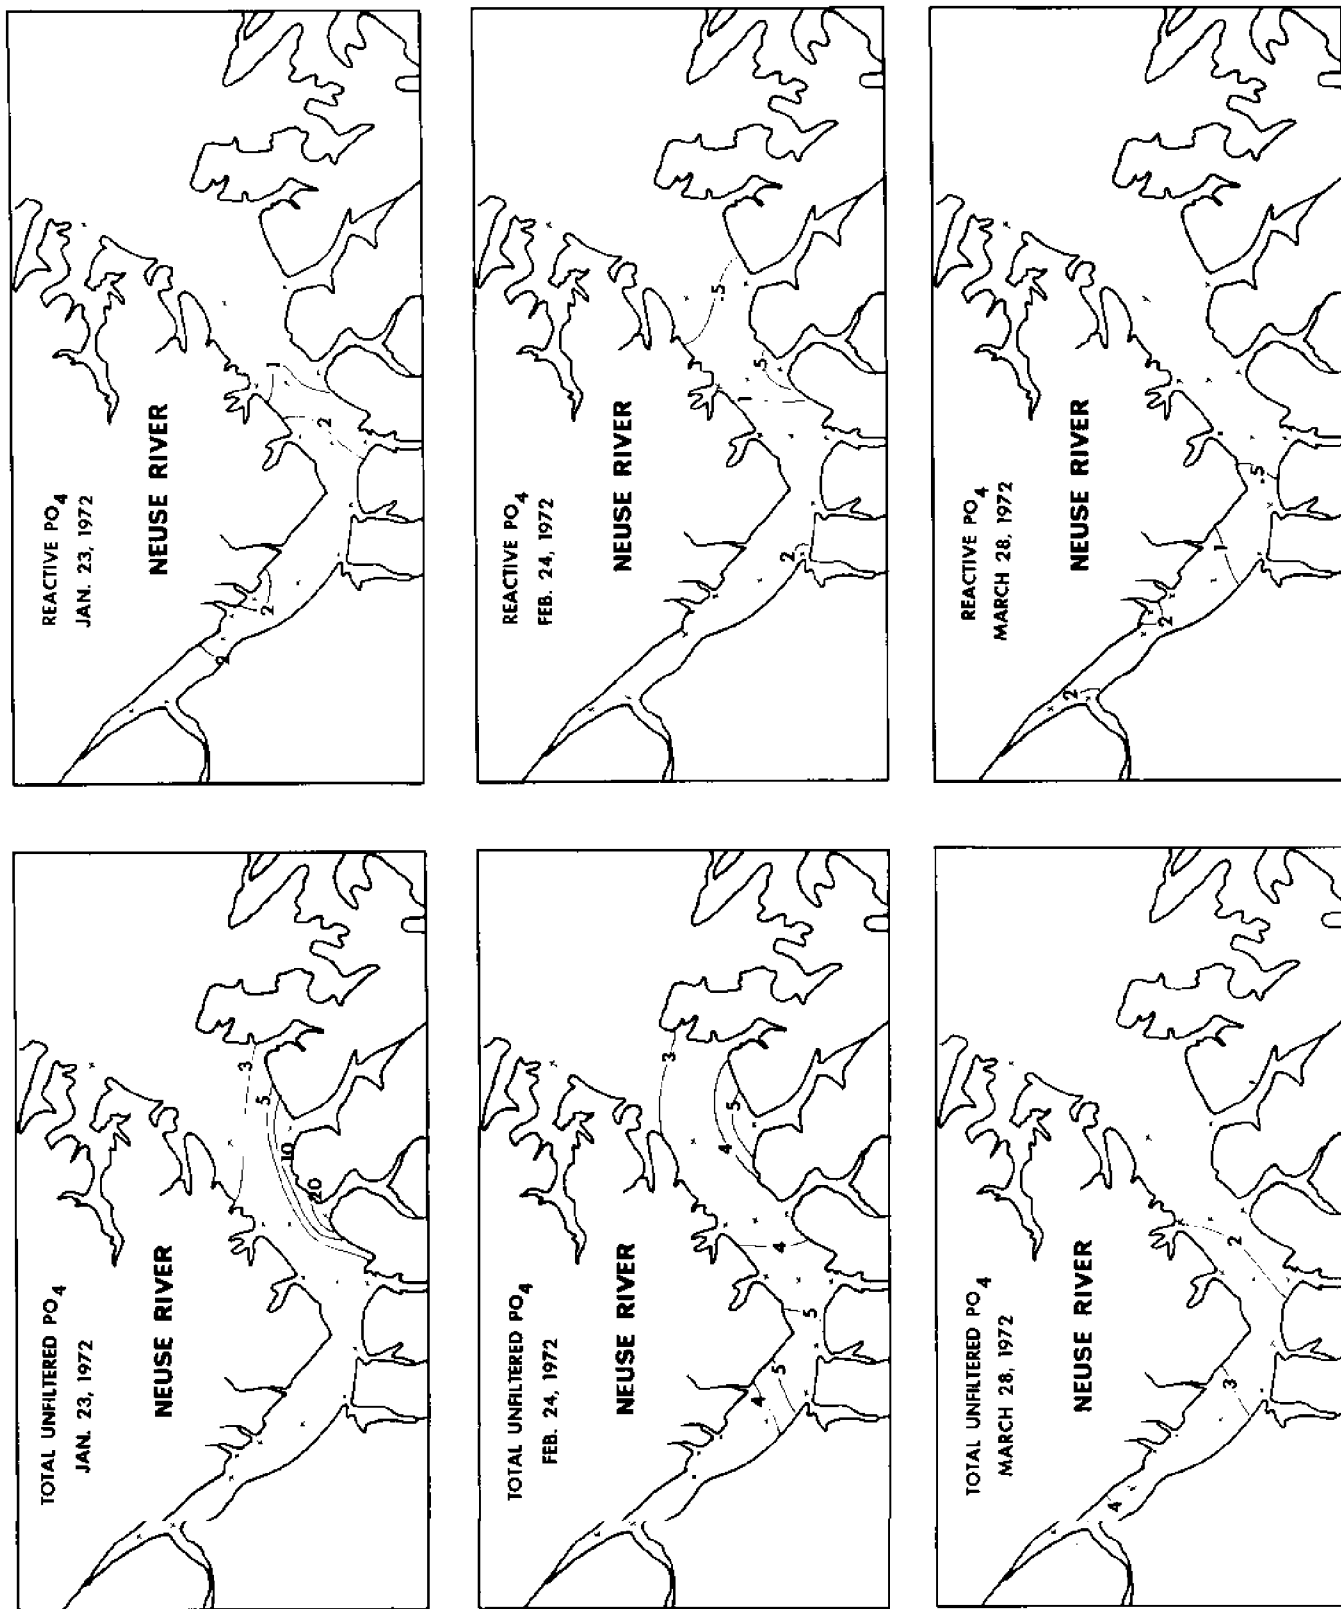 TOTAL UNFILTERED PO4
JAN. 23, 1972
NEUSE RIVER
3
5
10
20
REACTIVE PO4
JAN. 23, 1972
NEUSE RIVER
2
2
1
2
TOTAL UNFILTERED PO4
FEB. 24, 1972
NEUSE RIVER
3
4
5
4
4
5
5
REACTIVE PO4
FEB. 24, 1972
NEUSE RIVER
.5
1
.5
2
TOTAL UNFILTERED PO4
MARCH 28, 1972
NEUSE RIVER
4
3
2
REACTIVE PO4
MARCH 28, 1972
NEUSE RIVER
2
2
1
.5